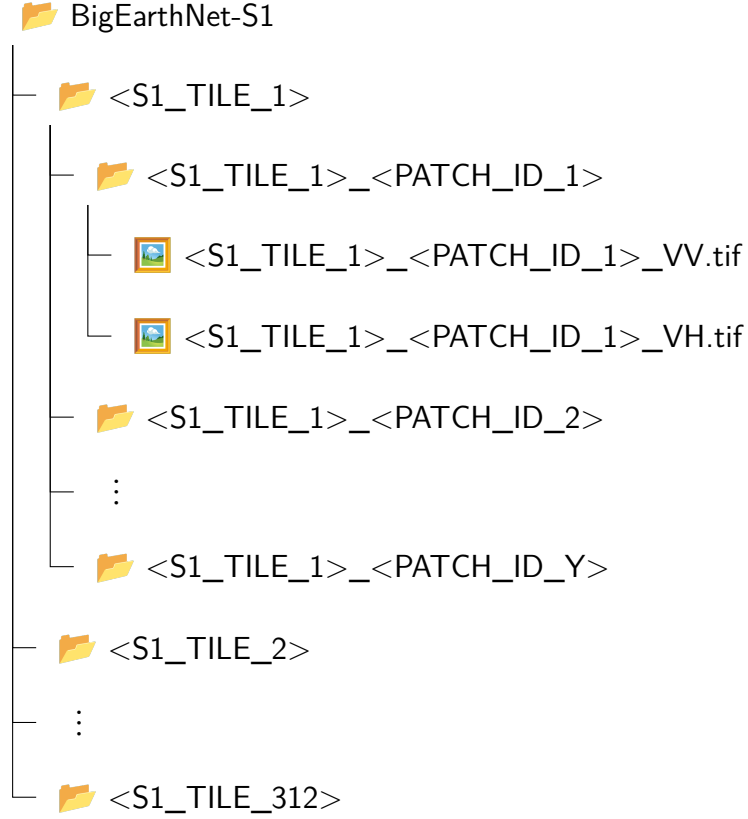 BigEarthNet-S1
<S1_TILE_1>
<S1_TILE_1>_<PATCH_ID_1>
<S1_TILE_1>_<PATCH_ID_1>_VV.tif
<S1_TILE_1>_<PATCH_ID_1>_VH.tif
<S1_TILE_1>_<PATCH_ID_2>
⋮
<S1_TILE_1>_<PATCH_ID_Y>
<S1_TILE_2>
⋮
<S1_TILE_312>